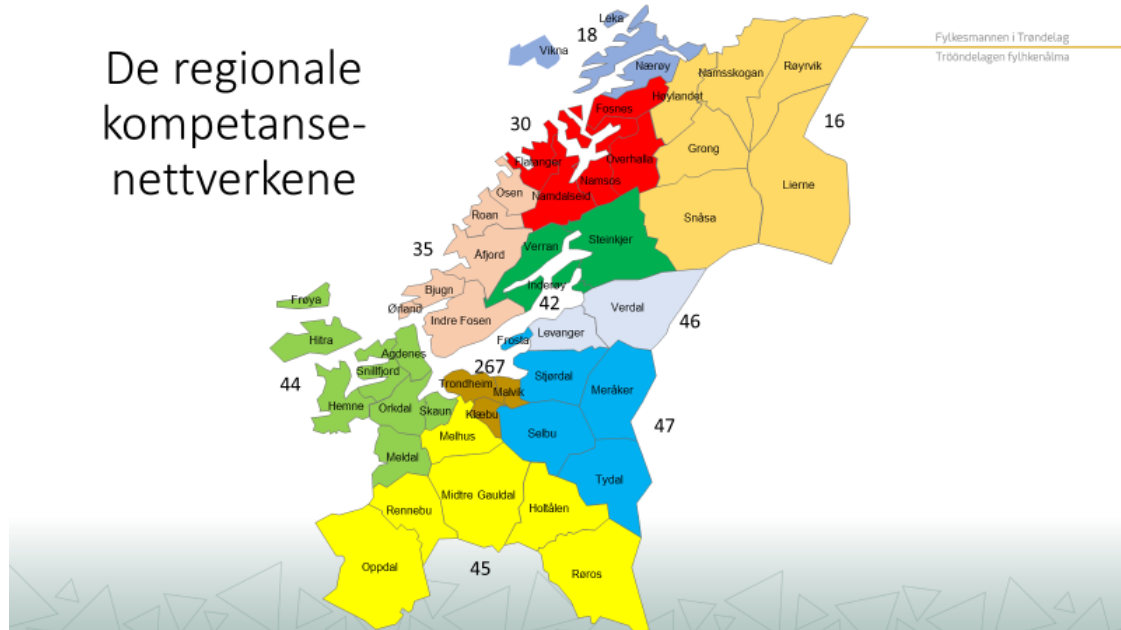 De regionale
kompetanse-
nettverkene
Fylkesmannen i Trøndelag
Trööndelagen fylhkenålma
Leka
18
Vikna
Nærøy
Namsskogan
Røyrvik
Høylandet
Fosnes
30
16
Grong
Overhalla
Flatanger
Namsos
Lierne
Osen
Namdalseid
Roan
Snåsa
Steinkjer
Verran
35
Åfjord
Inderøy
Bjugn
42
Ørland
Frøya
Verdal
46
Indre Fosen
Levanger
Hitra
Frosta
Agdenes
267
Snillfjord
Stjørdal
44
Trondheim
Meråker
Malvik
Hemne
Orkdal
Skaun
Klæbu
47
Selbu
Melhus
Meldal
Tydal
Midtre Gauldal
Rennebu
Holtålen
Oppdal
45
Røros